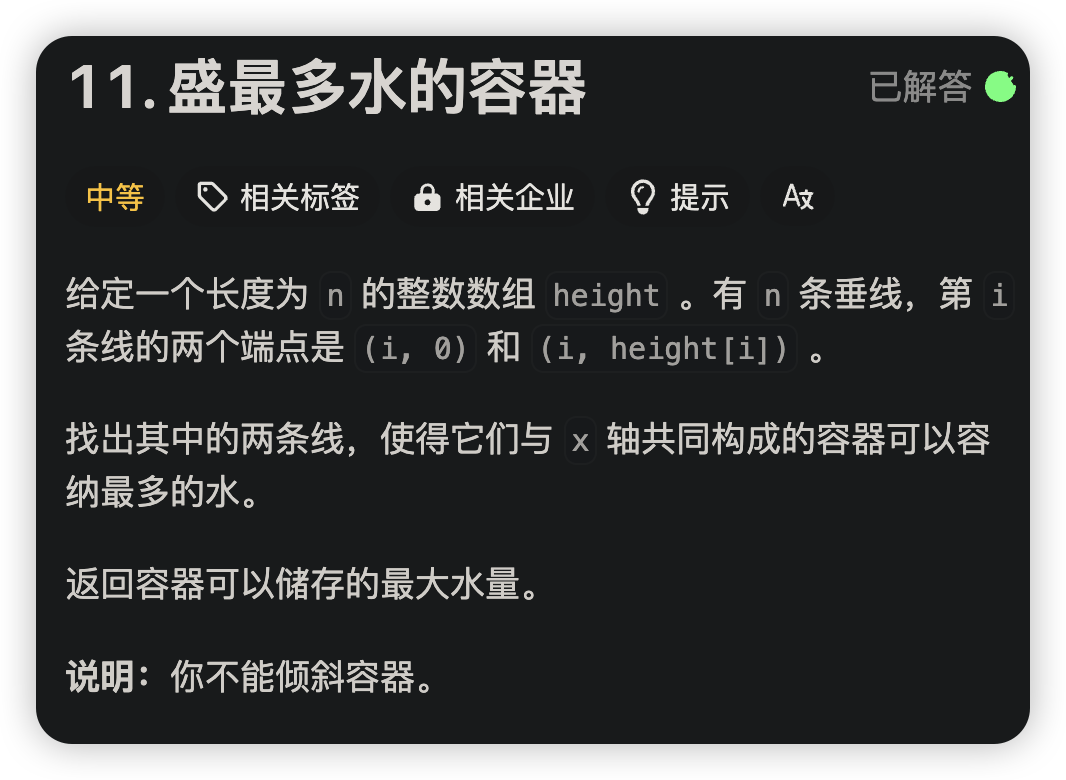 11. 盛最多水的容器 已解答
中等 相关标签 相关企业 提示 A文
给定一个长度为 n 的整数数组 height 。有 n 条垂线，第 i
条线的两个端点是 (i, 0) 和 (i, height[i]) 。
找出其中的两条线，使得它们与 x 轴共同构成的容器可以容
纳最多的水。
返回容器可以储存的最大水量。
说明：你不能倾斜容器。